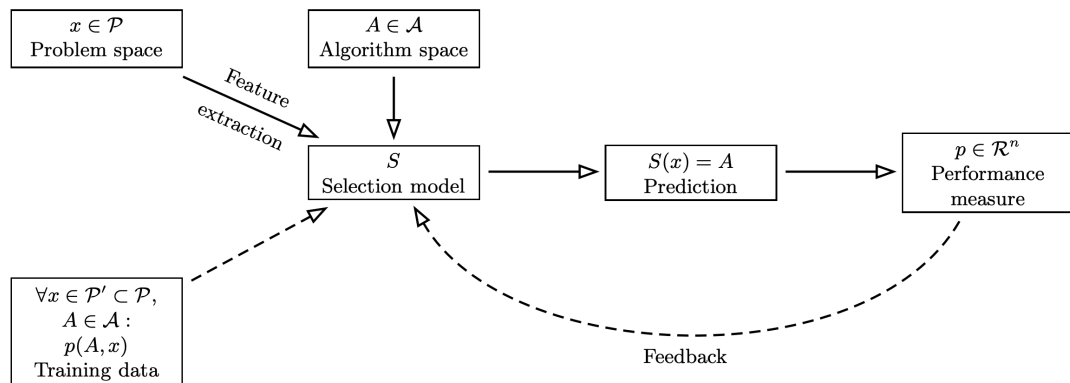 x ∈ 𝒫
Problem space
A ∈ 𝒜
Algorithm space
Feature
extraction
S
Selection model
S(x) = A
Prediction
p ∈ ℛⁿ
Performance
measure
∀x ∈ 𝒫′ ⊂ 𝒫,
A ∈ 𝒜 :
p(A, x)
Training data
Feedback